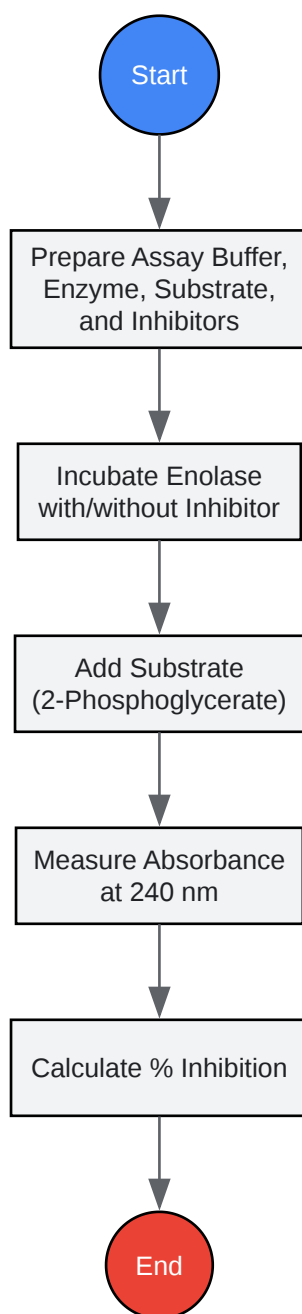 Start
Prepare Assay Buffer,
Enzyme, Substrate,
and Inhibitors
Incubate Enolase
with/without Inhibitor
Add Substrate
(2-Phosphoglycerate)
Measure Absorbance
at 240 nm
Calculate % Inhibition
End